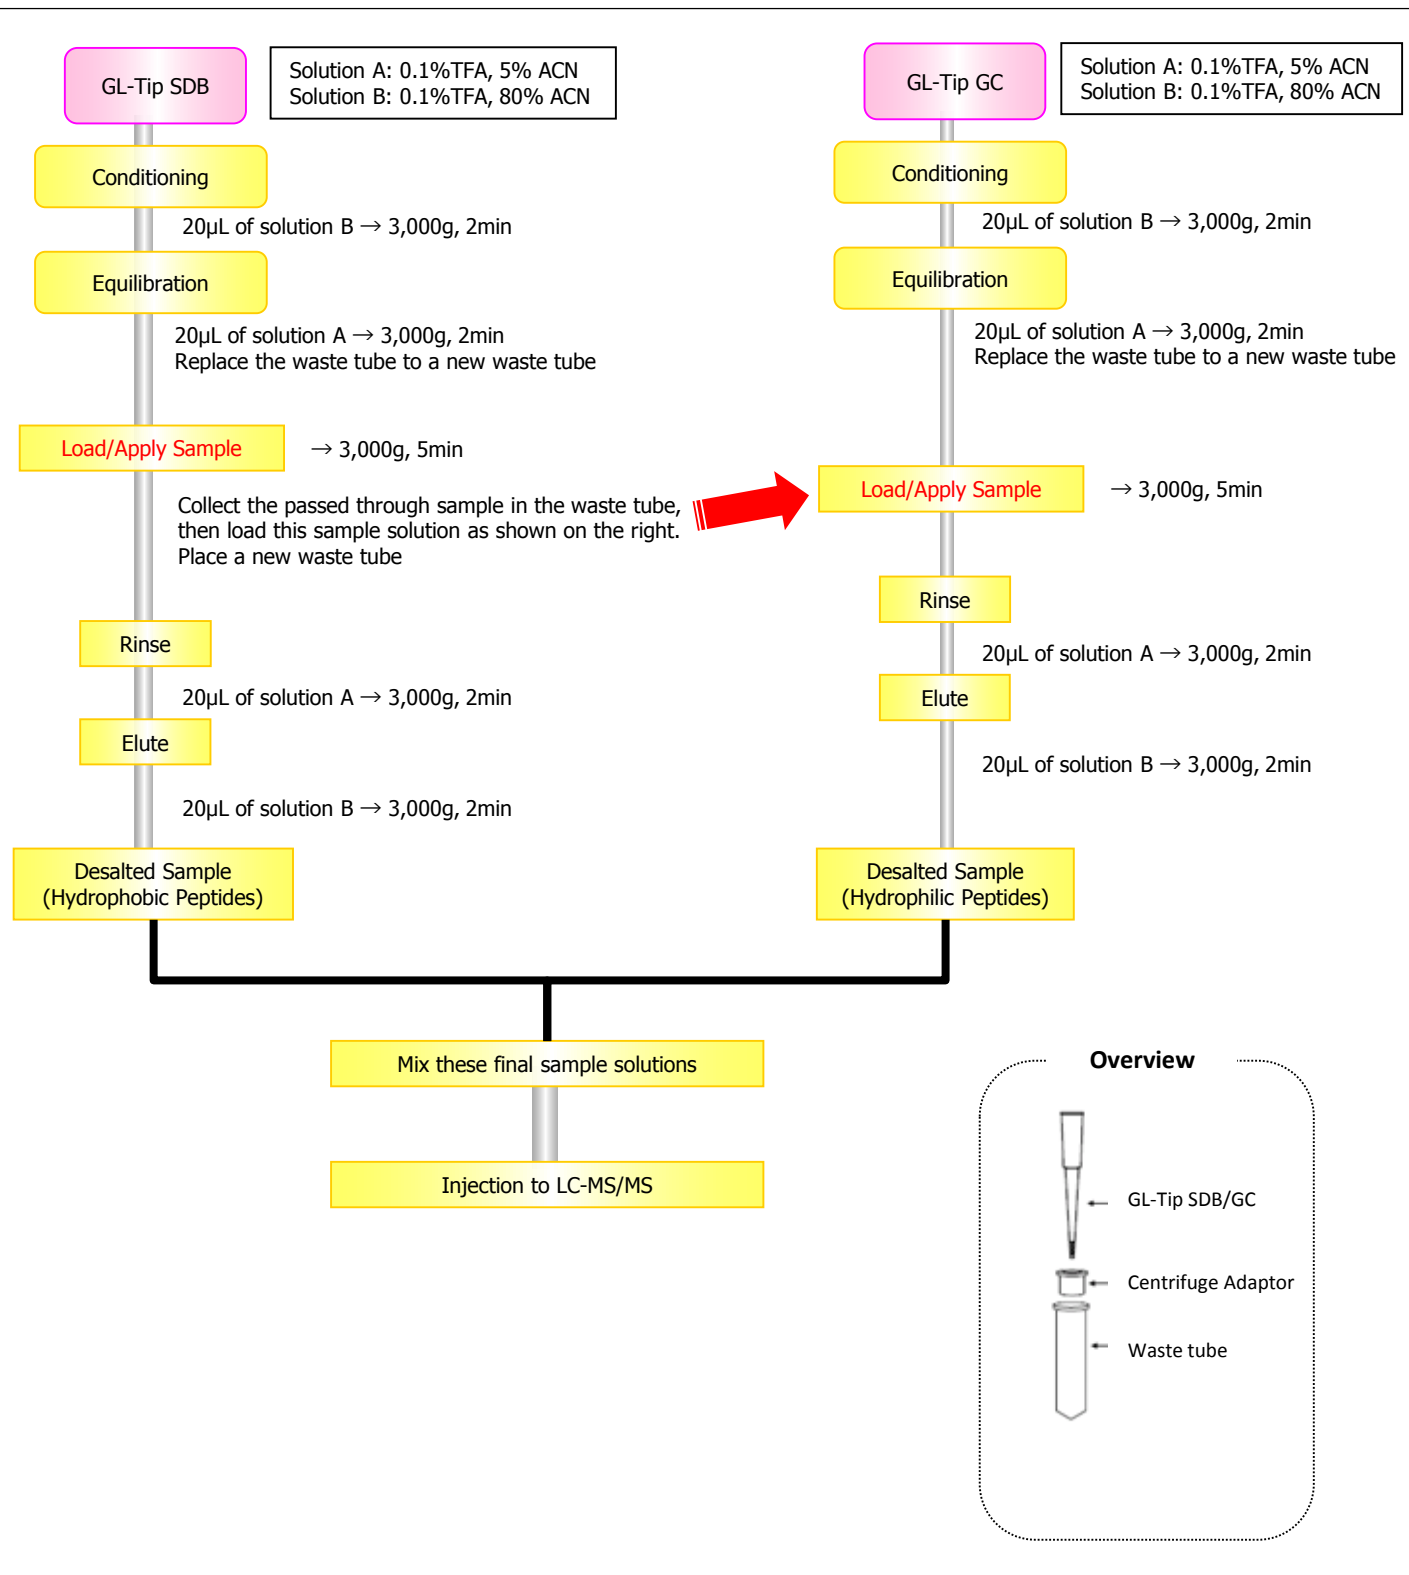 GL-Tip SDB
Solution A: 0.1%TFA, 5% ACN
Solution B: 0.1%TFA, 80% ACN
Conditioning
20µL of solution B → 3,000g, 2min
Equilibration
20µL of solution A → 3,000g, 2min
Replace the waste tube to a new waste tube
Load/Apply Sample
→ 3,000g, 5min
Collect the passed through sample in the waste tube,
then load this sample solution as shown on the right.
Place a new waste tube
Rinse
20µL of solution A → 3,000g, 2min
Elute
20µL of solution B → 3,000g, 2min
Desalted Sample
(Hydrophobic Peptides)
GL-Tip GC
Solution A: 0.1%TFA, 5% ACN
Solution B: 0.1%TFA, 80% ACN
Conditioning
20µL of solution B → 3,000g, 2min
Equilibration
20µL of solution A → 3,000g, 2min
Replace the waste tube to a new waste tube
Load/Apply Sample
→ 3,000g, 5min
Rinse
20µL of solution A → 3,000g, 2min
Elute
20µL of solution B → 3,000g, 2min
Desalted Sample
(Hydrophilic Peptides)
Mix these final sample solutions
Injection to LC-MS/MS
Overview
GL-Tip SDB/GC
Centrifuge Adaptor
Waste tube